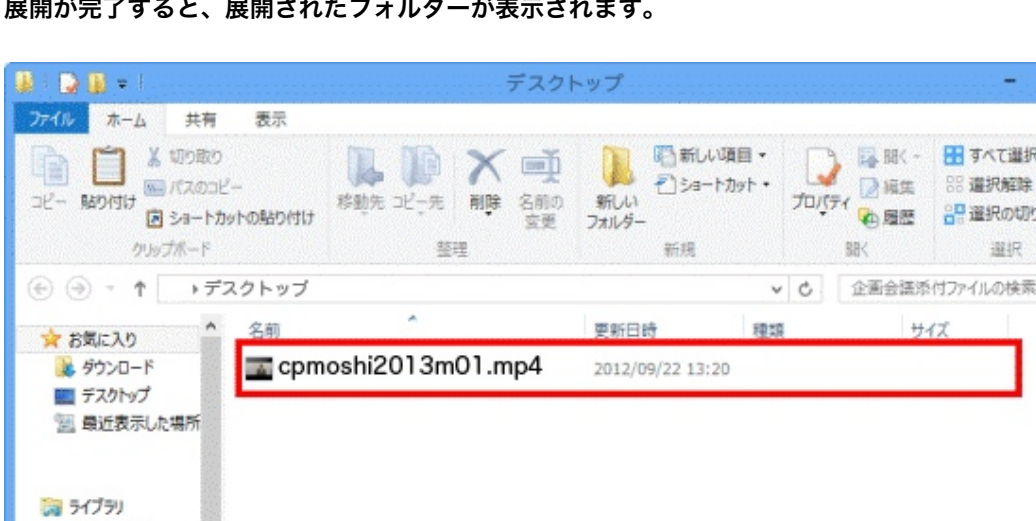 展開が完了すると、展開されたフォルダーが表示されます。
デスクトップ
ファイル ホーム 共有 表示
コピー 貼り付け
切り取り
パスのコピー
ショートカットの貼り付け
クリップボード
移動先 コピー先 削除 名前の変更
整理
新しいフォルダー
新しい項目
ショートカット
新規
プロパティ
開く
編集
履歴
開く
すべて選択
選択解除
選択の切り
選択
デスクトップ
企画会議添付ファイルの検索
お気に入り
ダウンロード
デスクトップ
最近表示した場所
ライブラリ
名前 更新日時 種類 サイズ
cpmoshi2013m01.mp4 2012/09/22 13:20